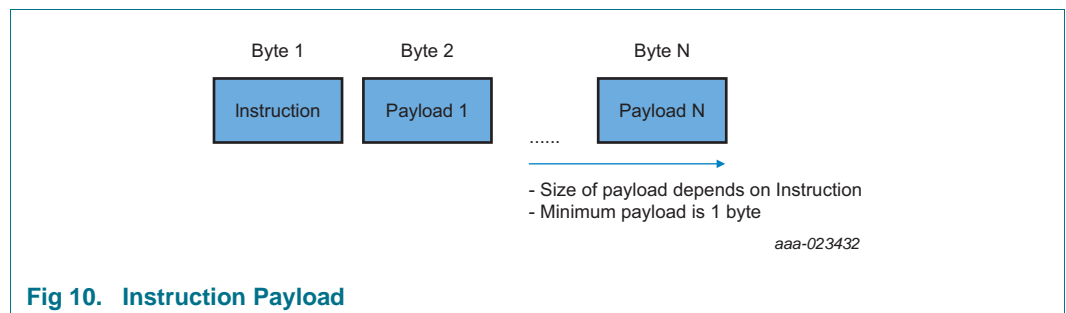 Byte 1 Byte 2 Byte N
Instruction Payload 1 Payload N
......
- Size of payload depends on Instruction
- Minimum payload is 1 byte
aaa-023432
Fig 10. Instruction Payload